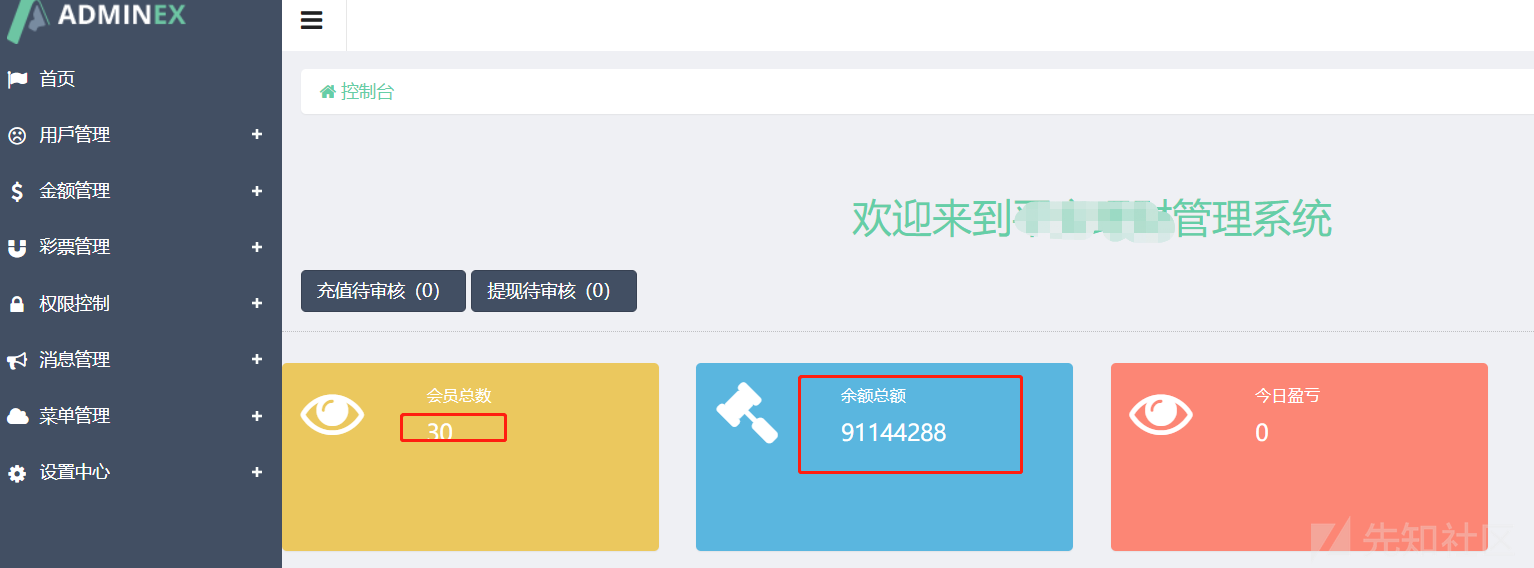 ADMINEX
首页
用戶管理
金额管理
彩票管理
权限控制
消息管理
菜单管理
设置中心
控制台
欢迎来到 管理系统
充值待审核（0）
提现待审核（0）
会员总数
30
余额总额
91144288
今日盈亏
0
先知社区